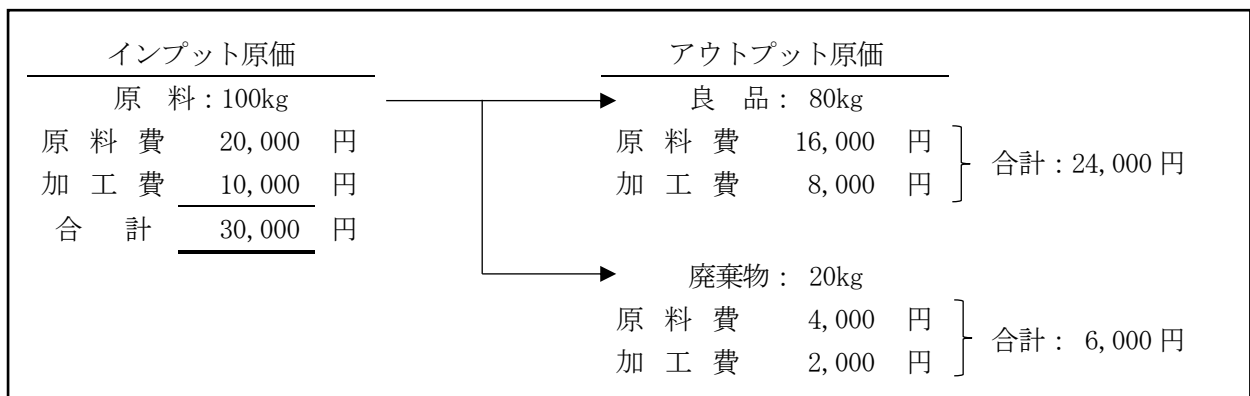 インプット原価
原 料：100kg
原 料 費 20,000 円
加 工 費 10,000 円
合 計 30,000 円
アウトプット原価
良 品： 80kg
原 料 費 16,000 円
加 工 費 8,000 円
合計：24,000 円
廃棄物： 20kg
原 料 費 4,000 円
加 工 費 2,000 円
合計： 6,000 円